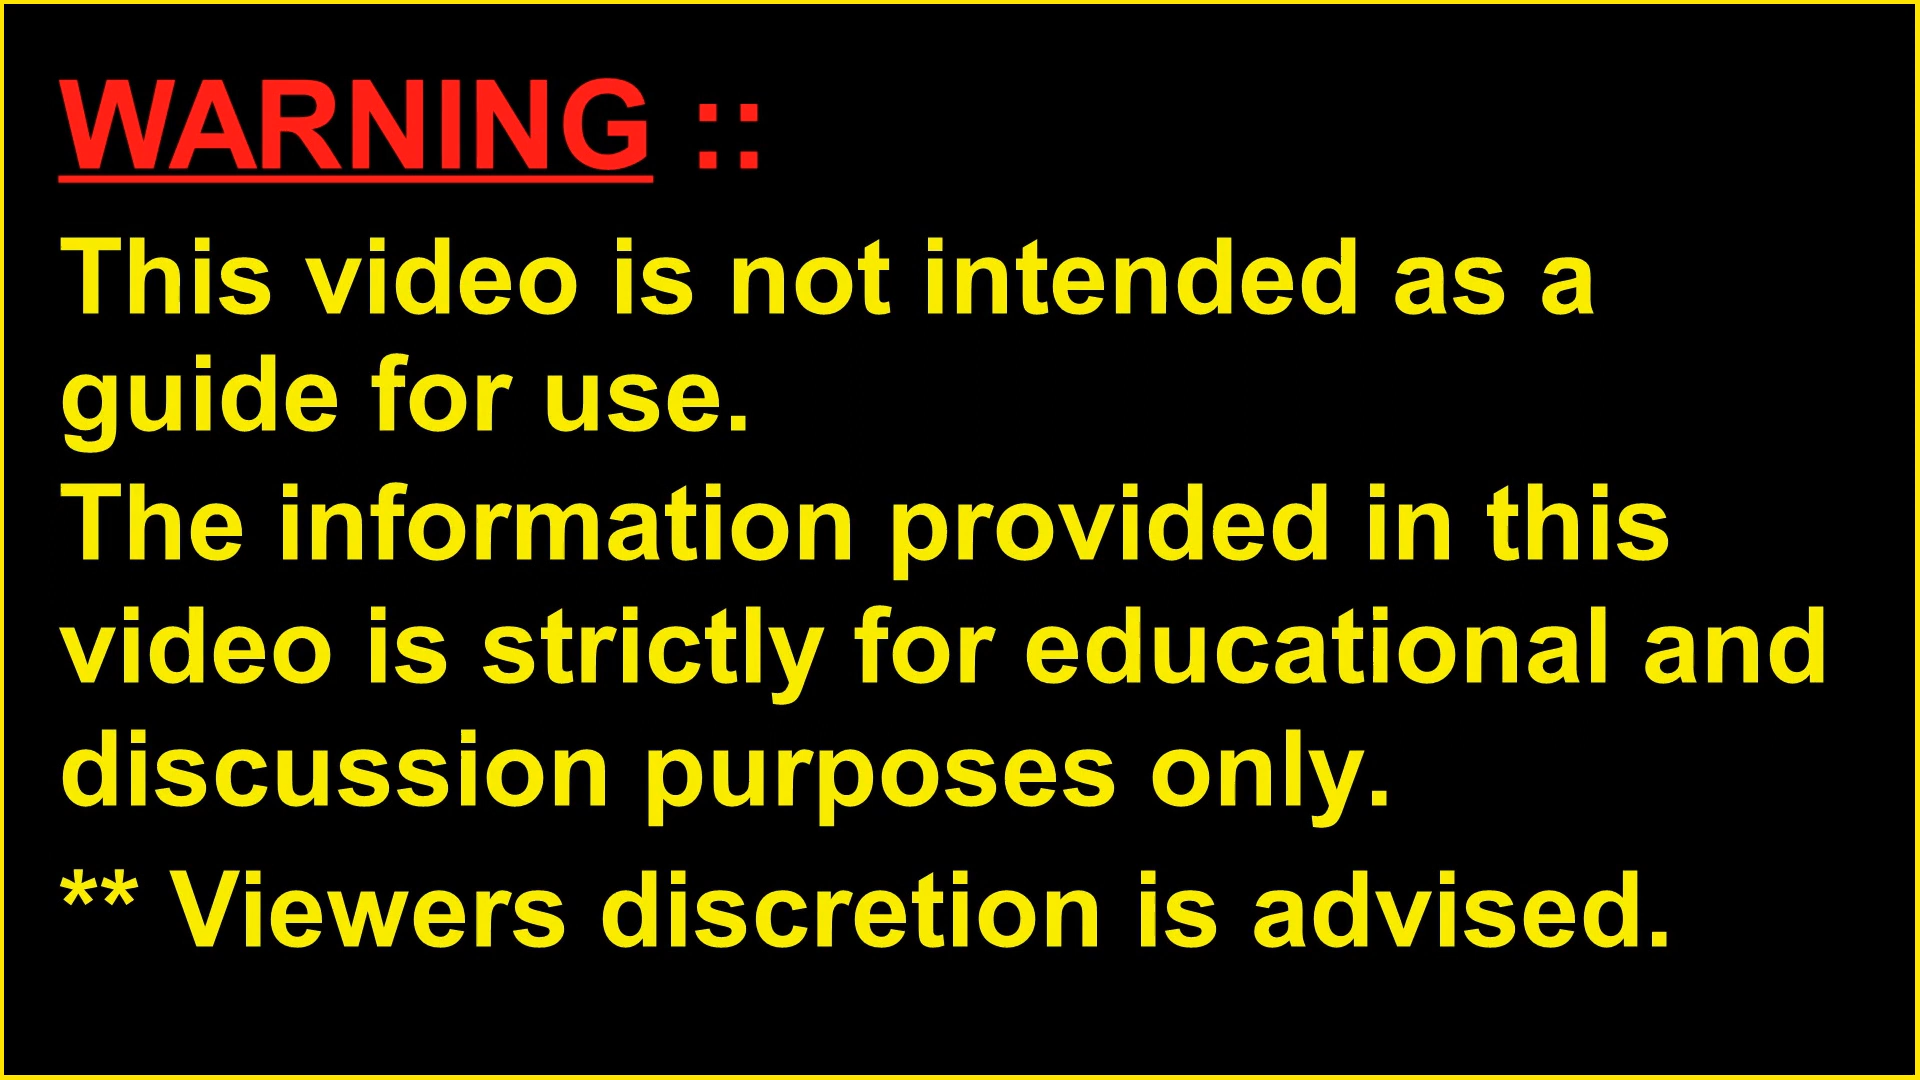 WARNING ::
This video is not intended as a
guide for use.
The information provided in this
video is strictly for educational and
discussion purposes only.
** Viewers discretion is advised.